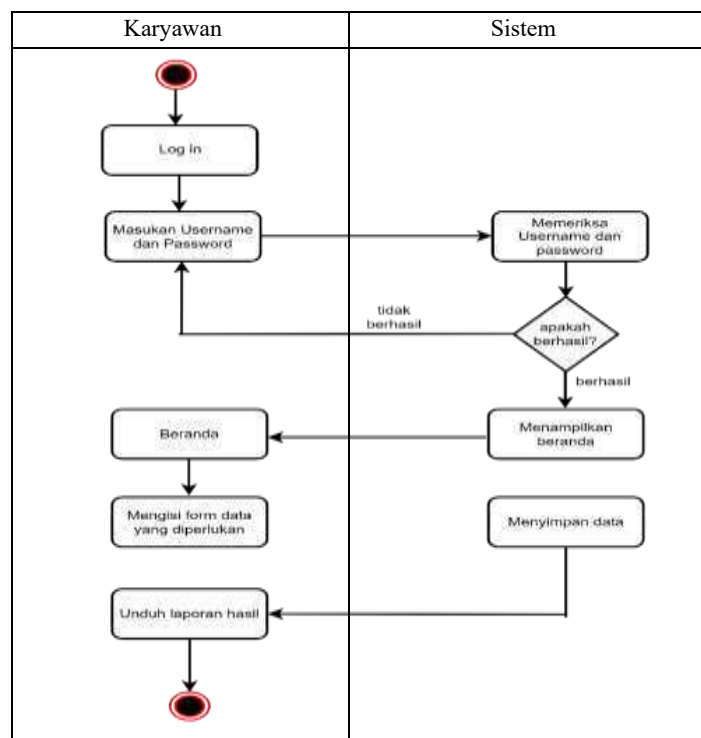 Karyawan
Sistem
Log in
Masukan Username
dan Password
Memeriksa
Username dan
password
tidak
berhasil
apakah
berhasil?
berhasil
Beranda
Menampilkan
beranda
Mengisi form data
yang diperlukan
Menyimpan data
Unduh laporan hasil